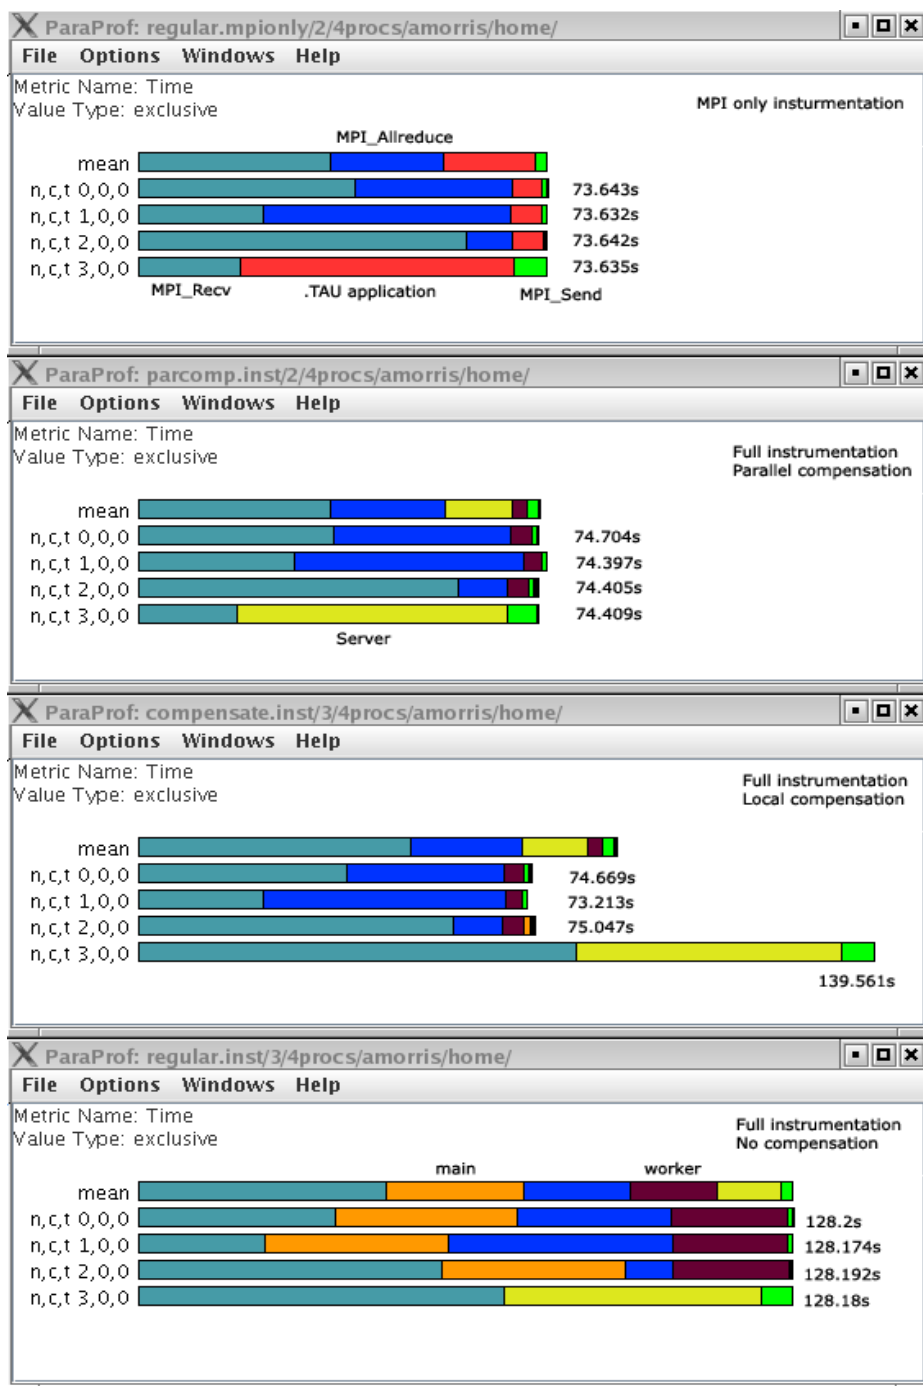 ParaProf: regular.mpionly/2/4procs/amorris/home/
File Options Windows Help
Metric Name: Time
Value Type: exclusive
MPI only insturmentation
MPI_Allreduce
mean
n,c,t 0,0,0 73.643s
n,c,t 1,0,0 73.632s
n,c,t 2,0,0 73.642s
n,c,t 3,0,0 73.635s
MPI_Recv .TAU application MPI_Send
ParaProf: parcomp.inst/2/4procs/amorris/home/
File Options Windows Help
Metric Name: Time
Value Type: exclusive
Full instrumentation
Parallel compensation
mean
n,c,t 0,0,0 74.704s
n,c,t 1,0,0 74.397s
n,c,t 2,0,0 74.405s
n,c,t 3,0,0 74.409s
Server
ParaProf: compensate.inst/3/4procs/amorris/home/
File Options Windows Help
Metric Name: Time
Value Type: exclusive
Full instrumentation
Local compensation
mean
n,c,t 0,0,0 74.669s
n,c,t 1,0,0 73.213s
n,c,t 2,0,0 75.047s
n,c,t 3,0,0
139.561s
ParaProf: regular.inst/3/4procs/amorris/home/
File Options Windows Help
Metric Name: Time
Value Type: exclusive
Full instrumentation
No compensation
main worker
mean
n,c,t 0,0,0 128.2s
n,c,t 1,0,0 128.174s
n,c,t 2,0,0 128.192s
n,c,t 3,0,0 128.18s